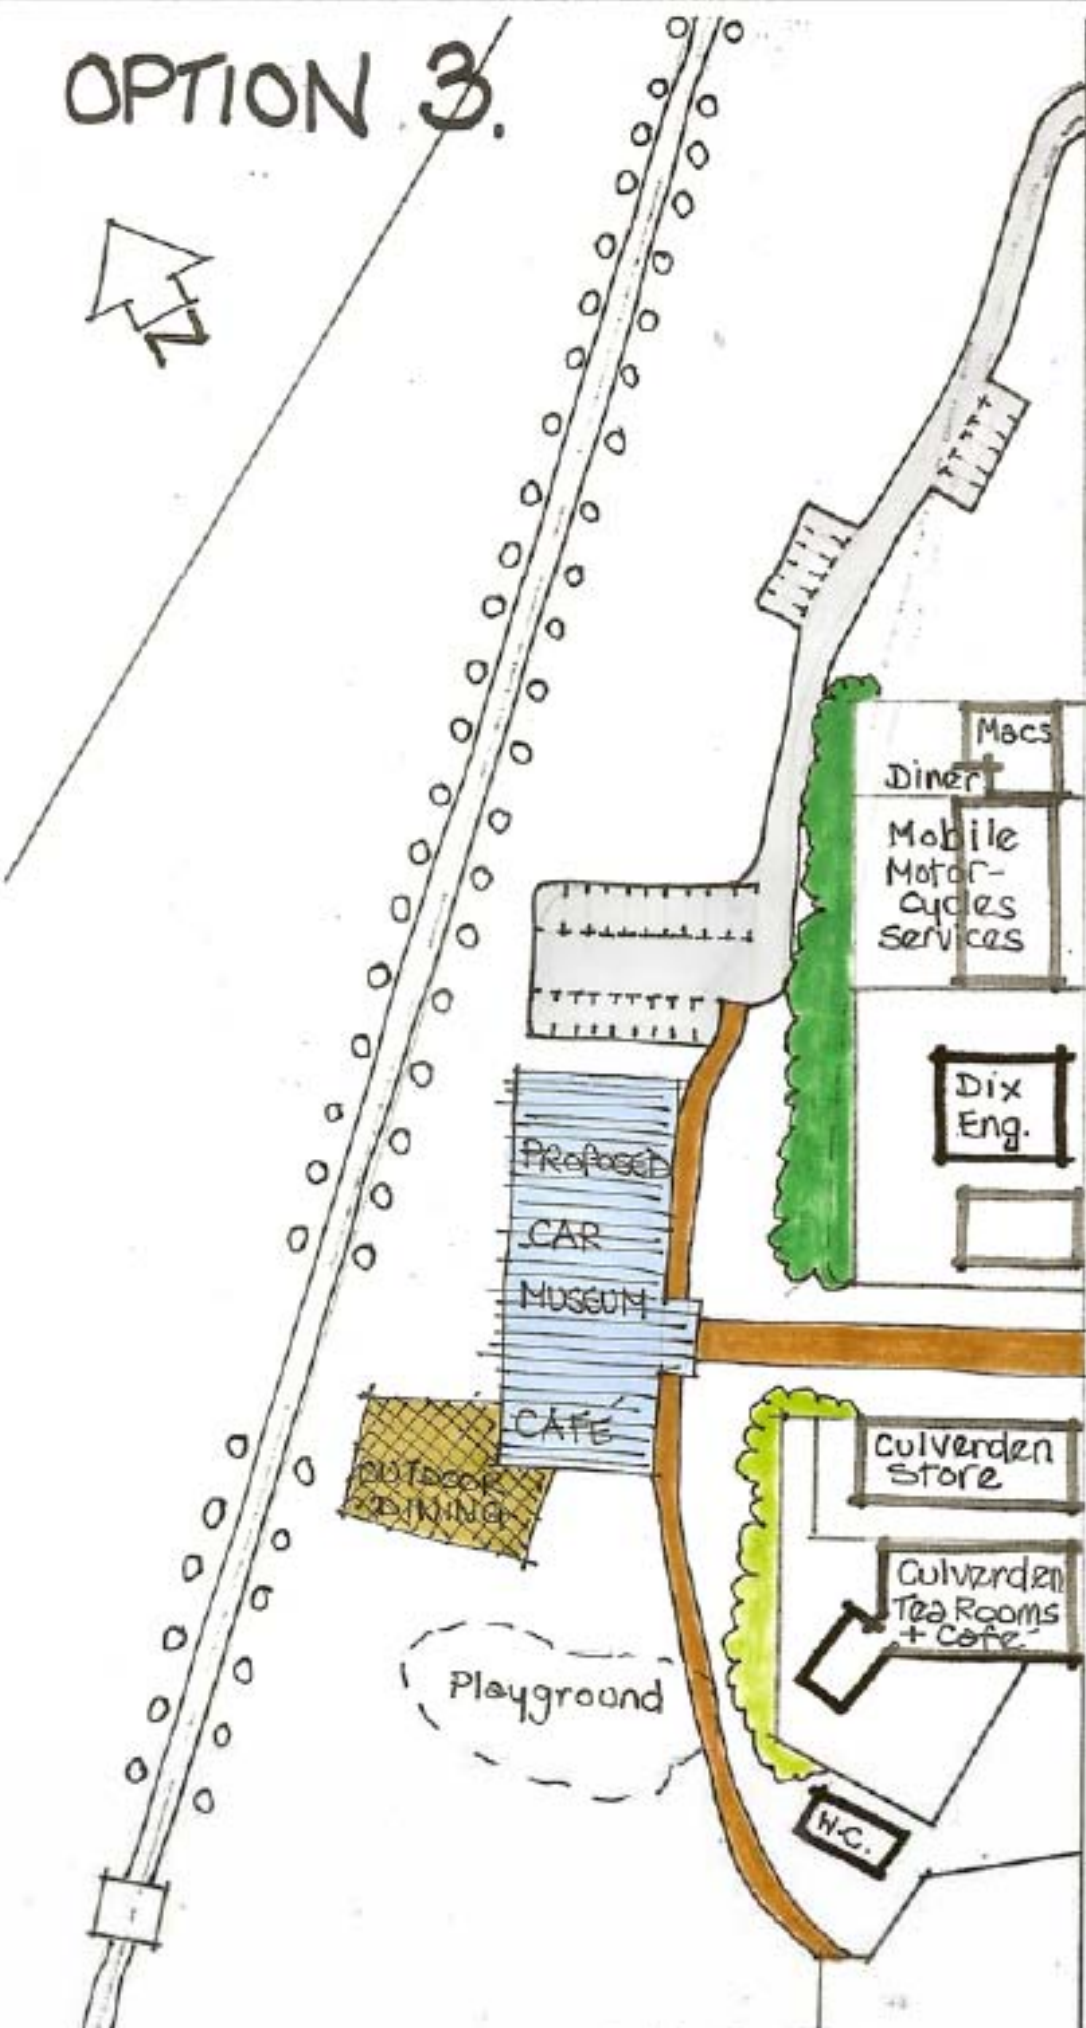 OPTION 3.
N
Macs
Diner
Mobile
Motor-
Cycles
Services
Dix
Eng.
PROPOSED
CAR
MUSEUM
CAFÉ
OUTDOOR
DINING
Culverden
Store
Culverden
Tea Rooms
+ Cafe
Playground
W.C.